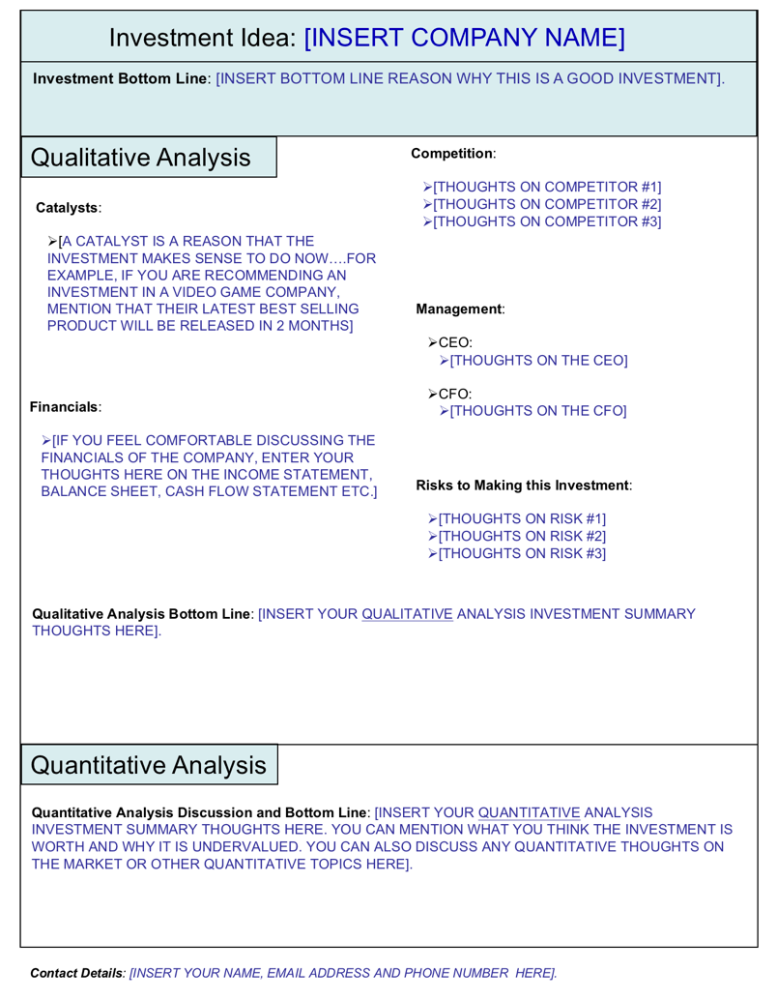 Investment Idea: [INSERT COMPANY NAME]
Investment Bottom Line: [INSERT BOTTOM LINE REASON WHY THIS IS A GOOD INVESTMENT].
Qualitative Analysis
Catalysts:
➢[A CATALYST IS A REASON THAT THE
INVESTMENT MAKES SENSE TO DO NOW….FOR
EXAMPLE, IF YOU ARE RECOMMENDING AN
INVESTMENT IN A VIDEO GAME COMPANY,
MENTION THAT THEIR LATEST BEST SELLING
PRODUCT WILL BE RELEASED IN 2 MONTHS]
Financials:
➢[IF YOU FEEL COMFORTABLE DISCUSSING THE
FINANCIALS OF THE COMPANY, ENTER YOUR
THOUGHTS HERE ON THE INCOME STATEMENT,
BALANCE SHEET, CASH FLOW STATEMENT ETC.]
Competition:
➢[THOUGHTS ON COMPETITOR #1]
➢[THOUGHTS ON COMPETITOR #2]
➢[THOUGHTS ON COMPETITOR #3]
Management:
➢CEO:
➢[THOUGHTS ON THE CEO]
➢CFO:
➢[THOUGHTS ON THE CFO]
Risks to Making this Investment:
➢[THOUGHTS ON RISK #1]
➢[THOUGHTS ON RISK #2]
➢[THOUGHTS ON RISK #3]
Qualitative Analysis Bottom Line: [INSERT YOUR QUALITATIVE ANALYSIS INVESTMENT SUMMARY
THOUGHTS HERE].
Quantitative Analysis
Quantitative Analysis Discussion and Bottom Line: [INSERT YOUR QUANTITATIVE ANALYSIS
INVESTMENT SUMMARY THOUGHTS HERE. YOU CAN MENTION WHAT YOU THINK THE INVESTMENT IS
WORTH AND WHY IT IS UNDERVALUED. YOU CAN ALSO DISCUSS ANY QUANTITATIVE THOUGHTS ON
THE MARKET OR OTHER QUANTITATIVE TOPICS HERE].
Contact Details: [INSERT YOUR NAME, EMAIL ADDRESS AND PHONE NUMBER  HERE].